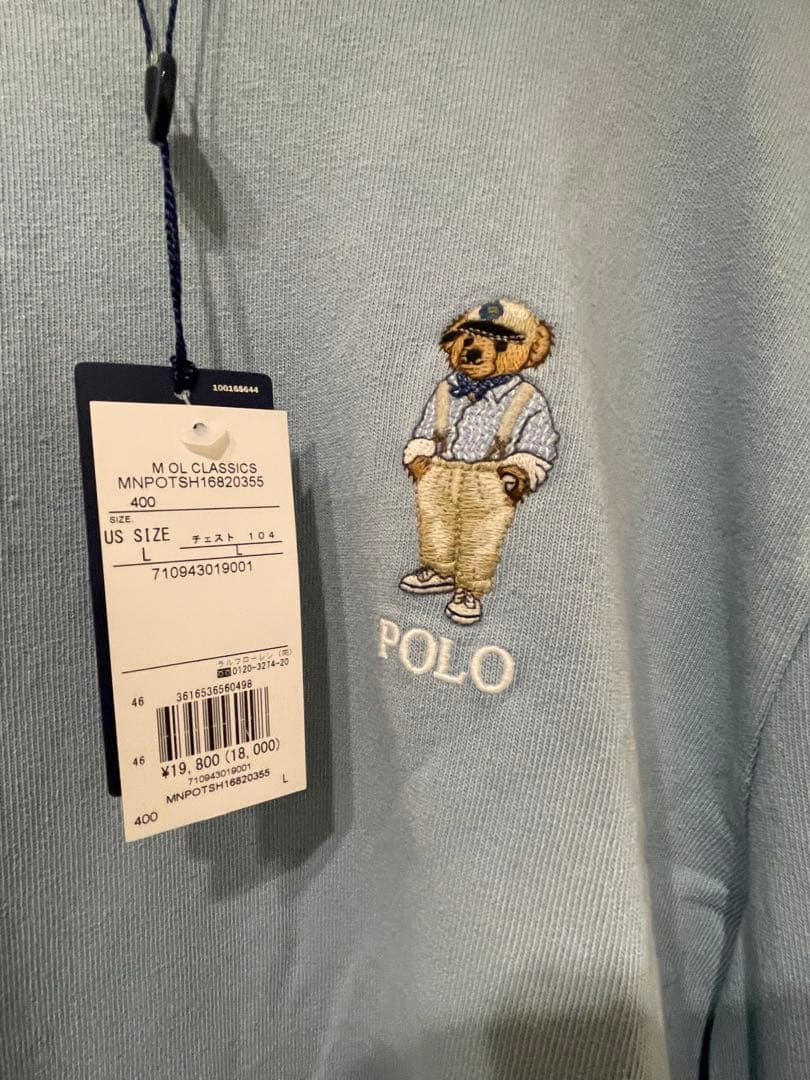 100165644
M OL CLASSICS
MNPOTSH16820355
400
SIZE.
US SIZE チェスト 104
L L
710943019001
ラルフローレン (同)
0120-3274-20
46 3616536560498
46 ¥19,800(18,000)
710943019001
MNPOTSH16820355 L
400
POLO